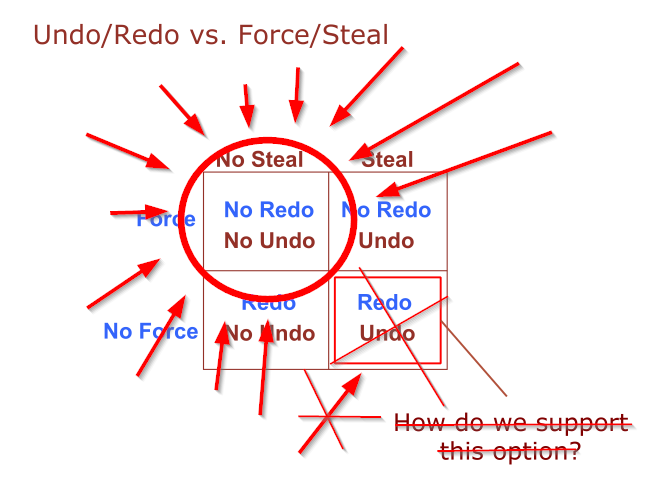 Undo/Redo vs. Force/Steal
No Steal Steal
Force No Redo No Redo
No Undo Undo
No Force Redo Redo
No Undo Undo
How do we support
this option?